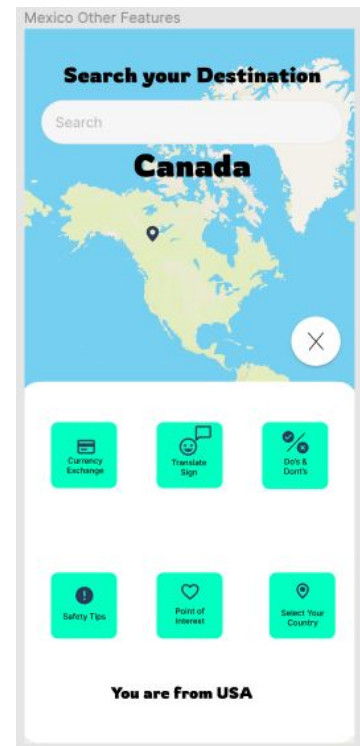 Mexico Other Features
Search your Destination
Search
Canada
Currency
Exchange
Translate
Sign
Do's &
Dont's
Safety Tips
Point of
Interest
Select Your
Country
You are from USA